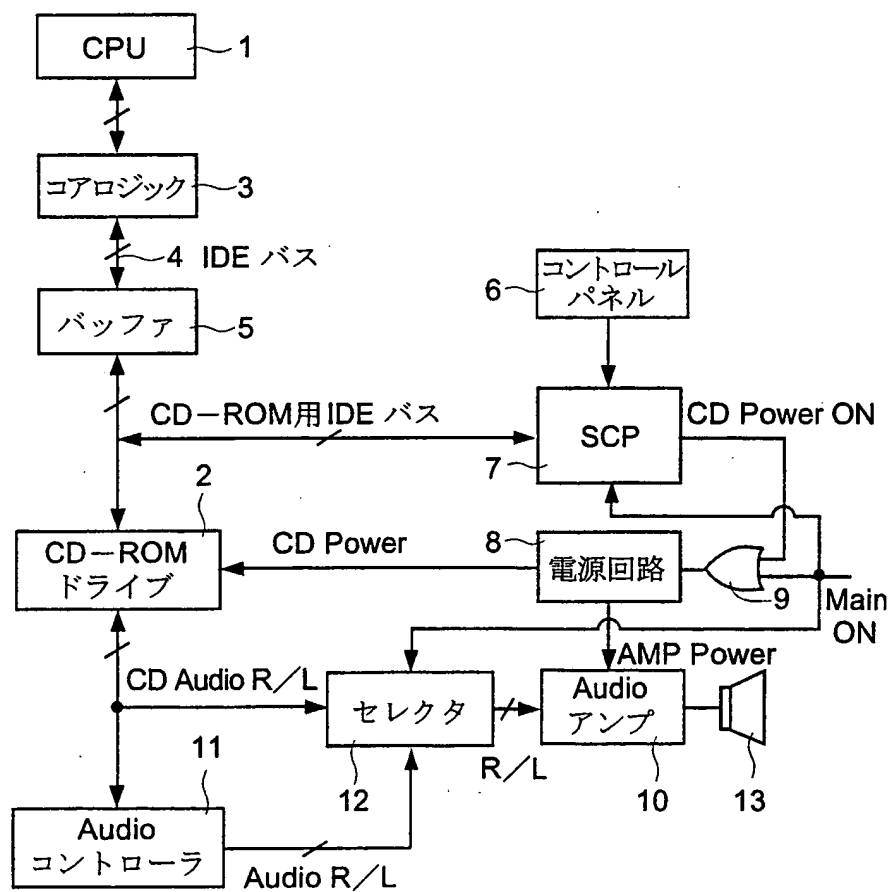 CPU
1
コアロジック
3
4 IDE バス
バッファ
5
6
コントロール
パネル
CD－ROM用IDE バス
SCP
7
CD Power ON
2
CD－ROM
ドライブ
CD Power
8
電源回路
9
Main
ON
CD Audio R／L
セレクタ
12
R／L
AMP Power
Audio
アンプ
10
13
11
Audio
コントローラ
Audio R／L